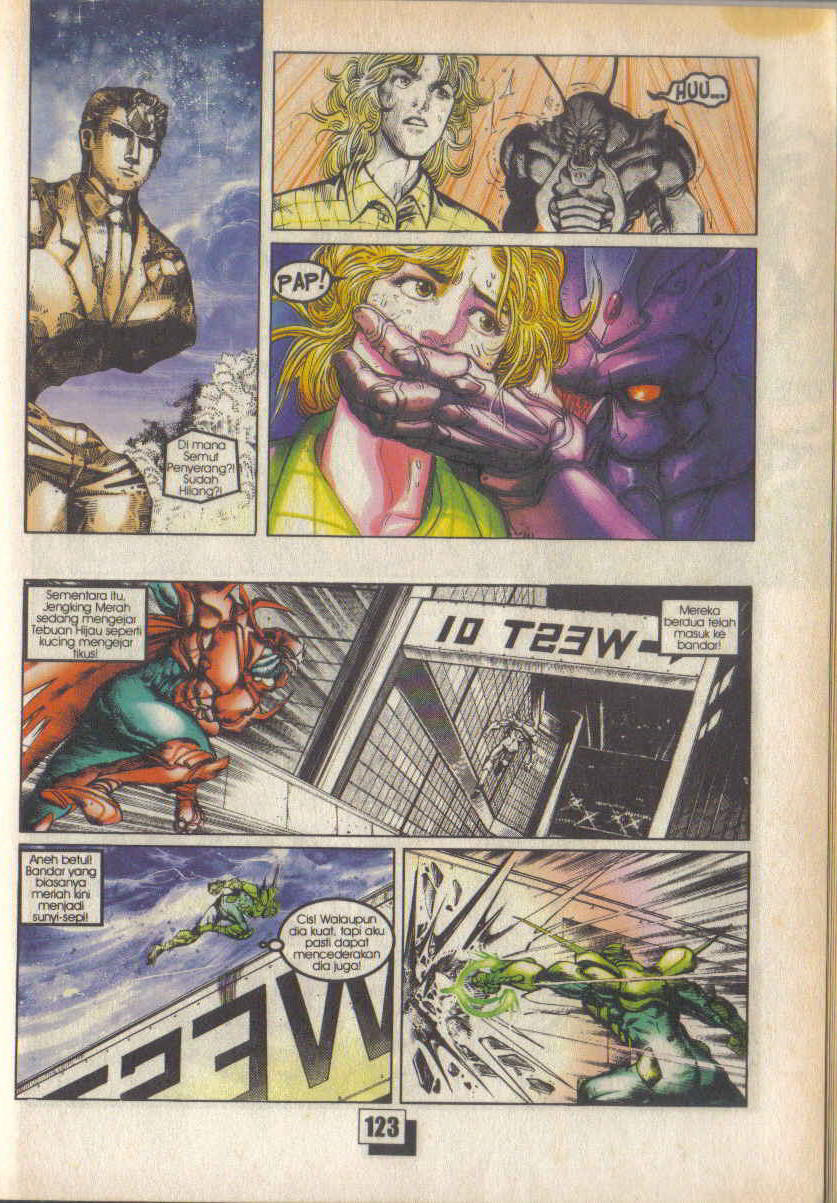 Di mana
Semut
Penyerang?!
Sudah
Hilang?!
HUU...
PAP!
Sementara itu,
Jengking Merah
sedang mengejar
Tebuan Hijau seperti
kucing mengejar
tikus!
10 TSEW
Mereka
berdua telah
masuk ke
bandar!
Aneh betul!
Bandar yang
biasanya
meriah kini
menjadi
sunyi-sepi!
Cis! Walaupun
dia kuat, tapi aku
pasti dapat
mencederakan
dia juga!
TSEW
123